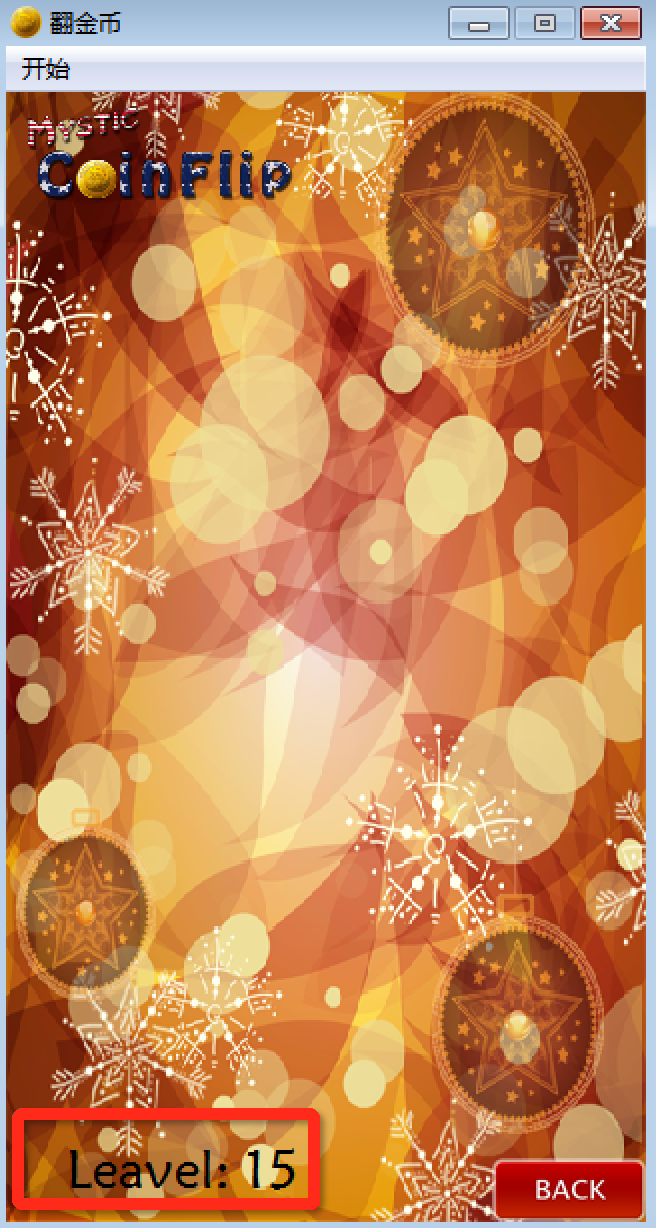 翻金币
开始
MYSTIC
CoinFlip
Leavel: 15
BACK